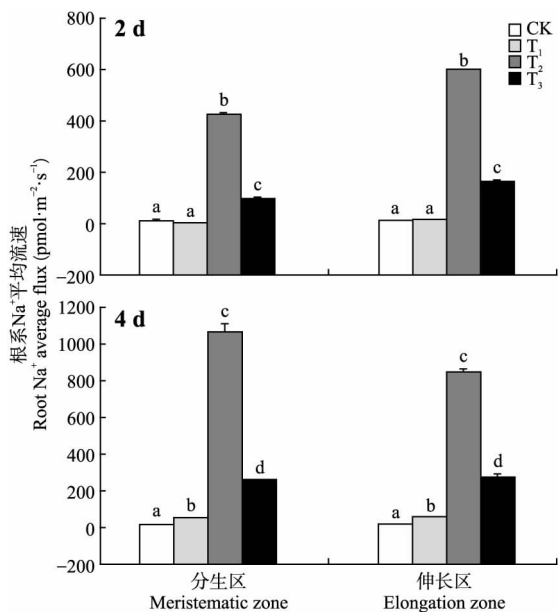 800
600
400
200
0
−200
2 d
CK
T₁
T₂
T₃
a
a
b
c
a
a
b
c
根系Na⁺平均流速
Root Na⁺ average flux (pmol·m⁻²·s⁻¹)
1200
1000
800
600
400
200
0
−200
4 d
a
b
c
d
a
b
c
d
分生区
Meristematic zone
伸长区
Elongation zone